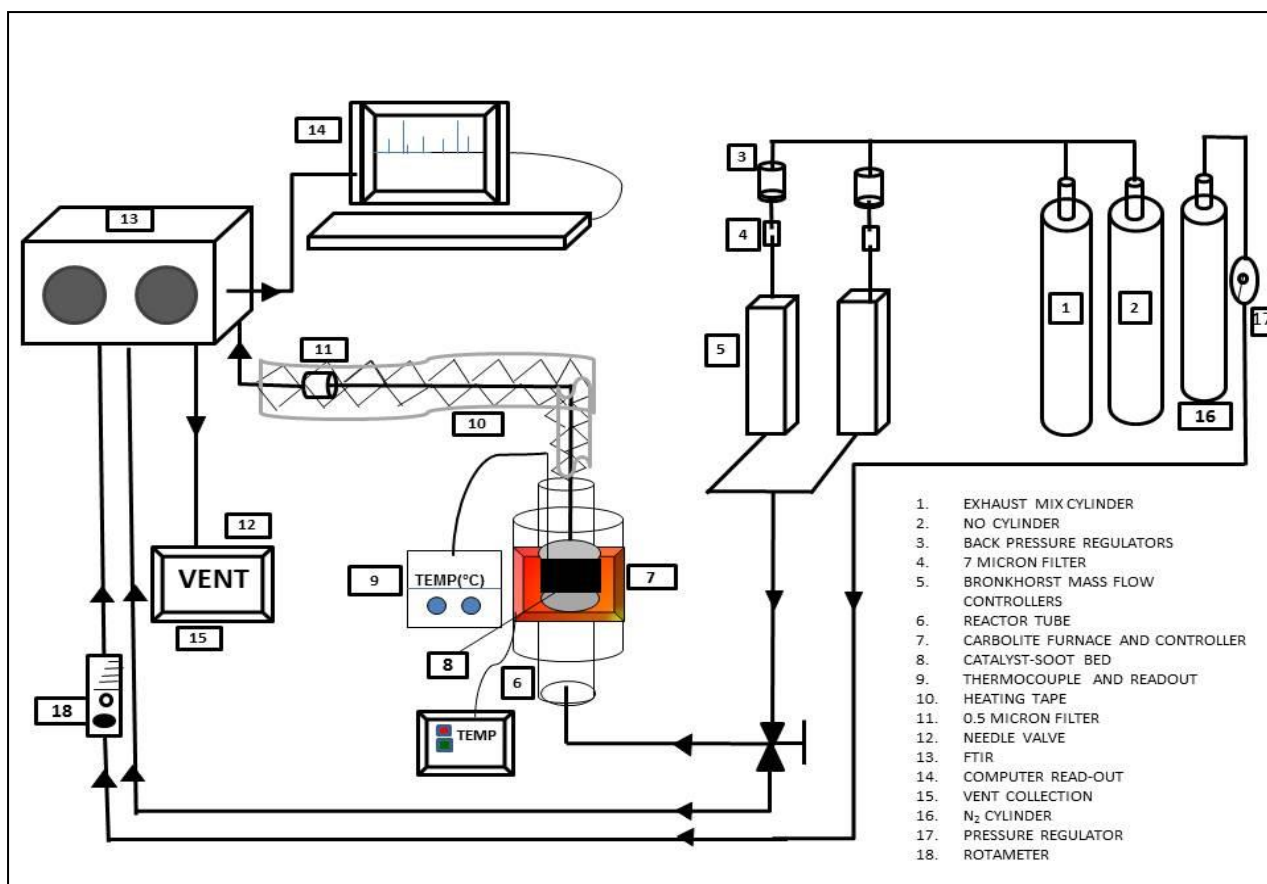 14
13
3
4
1
2
17
5
11
16
10
12
VENT
9
TEMP(°C)
7
15
8
6
18
TEMP
1. EXHAUST MIX CYLINDER
2. NO CYLINDER
3. BACK PRESSURE REGULATORS
4. 7 MICRON FILTER
5. BRONKHORST MASS FLOW
CONTROLLERS
6. REACTOR TUBE
7. CARBOLITE FURNACE AND CONTROLLER
8. CATALYST-SOOT BED
9. THERMOCOUPLE AND READOUT
10. HEATING TAPE
11. 0.5 MICRON FILTER
12. NEEDLE VALVE
13. FTIR
14. COMPUTER READ-OUT
15. VENT COLLECTION
16. N₂ CYLINDER
17. PRESSURE REGULATOR
18. ROTAMETER